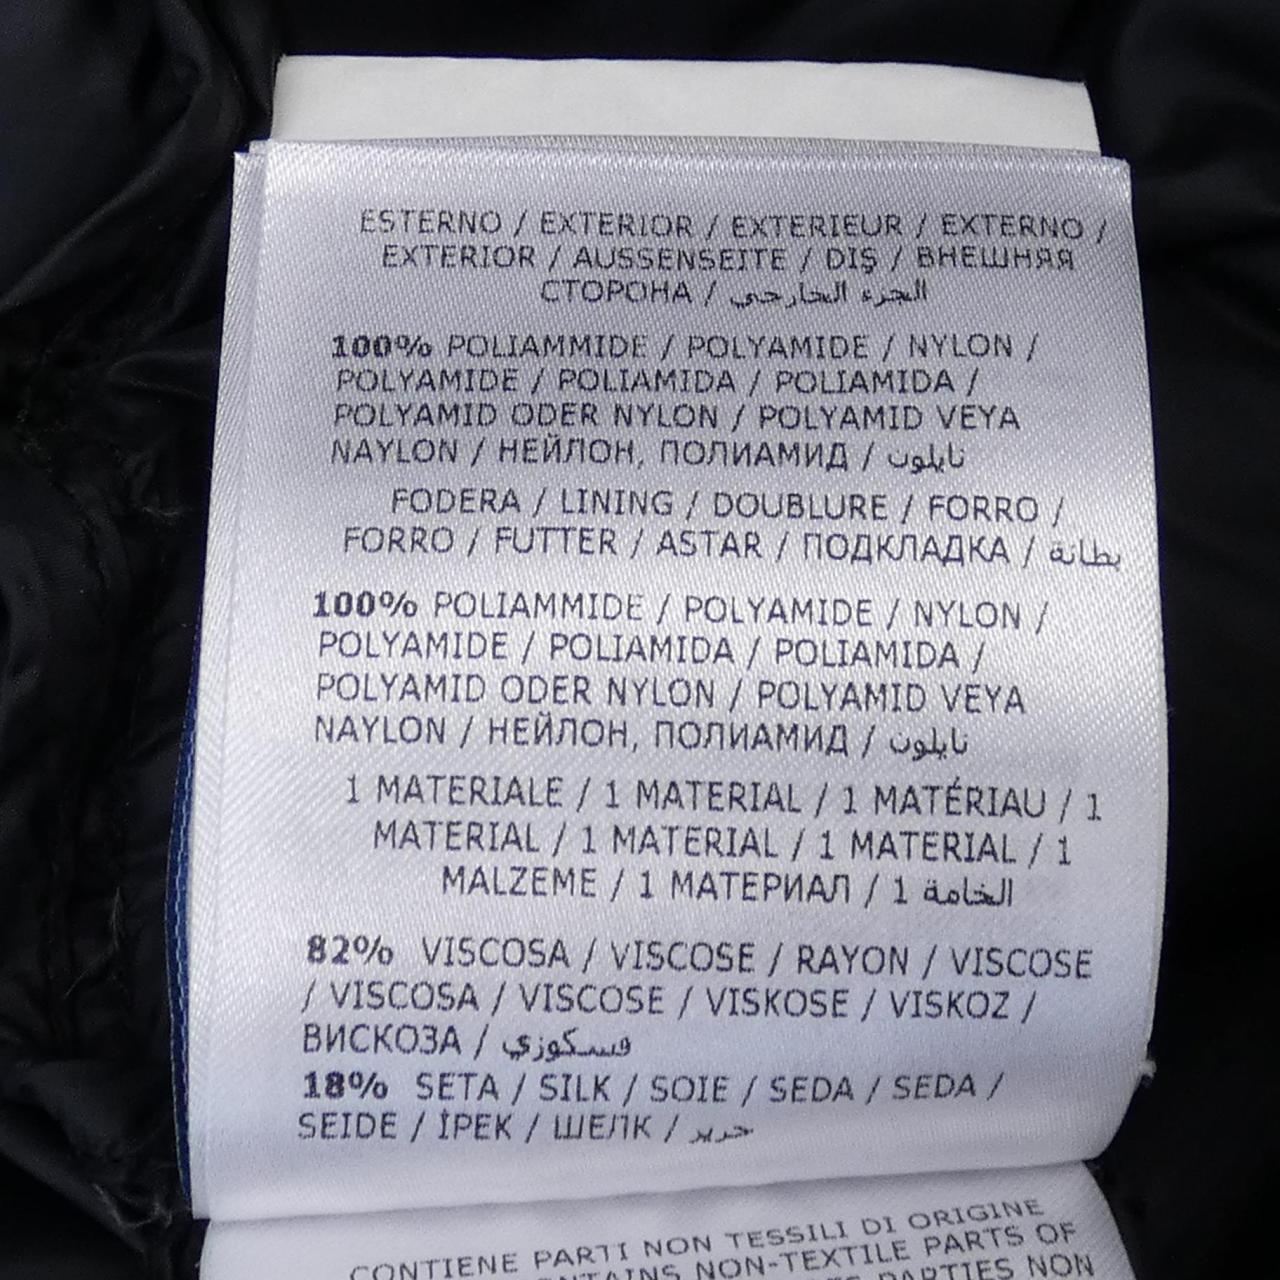 ESTERNO / EXTERIOR / EXTERIEUR / EXTERNO /
EXTERIOR / AUSSENSEITE / DIŞ / ВНЕШНЯЯ
СТОРОНА / الجزء الخارجي
100% POLIAMMIDE / POLYAMIDE / NYLON /
POLYAMIDE / POLIAMIDA / POLIAMIDA /
POLYAMID ODER NYLON / POLYAMID VEYA
NAYLON / НЕЙЛОН, ПОЛИАМИД / نايلون
FODERA / LINING / DOUBLURE / FORRO /
FORRO / FUTTER / ASTAR / ПОДКЛАДКА / بطانة
100% POLIAMMIDE / POLYAMIDE / NYLON /
POLYAMIDE / POLIAMIDA / POLIAMIDA /
POLYAMID ODER NYLON / POLYAMID VEYA
NAYLON / НЕЙЛОН, ПОЛИАМИД / نايلون
1 MATERIALE / 1 MATERIAL / 1 MATÉRIAU / 1
MATERIAL / 1 MATERIAL / 1 MATERIAL / 1
MALZEME / 1 МАТЕРИАЛ / 1 الخامة
82% VISCOSA / VISCOSE / RAYON / VISCOSE
/ VISCOSA / VISCOSE / VISKOSE / VISKOZ /
ВИСКОЗА / فسكوزي
18% SETA / SILK / SOIE / SEDA / SEDA /
SEIDE / İPEK / ШЕЛК / حرير
CONTIENE PARTI NON TESSILI DI ORIGINE
NON-TEXTILE PARTS OF
PARTIES NON